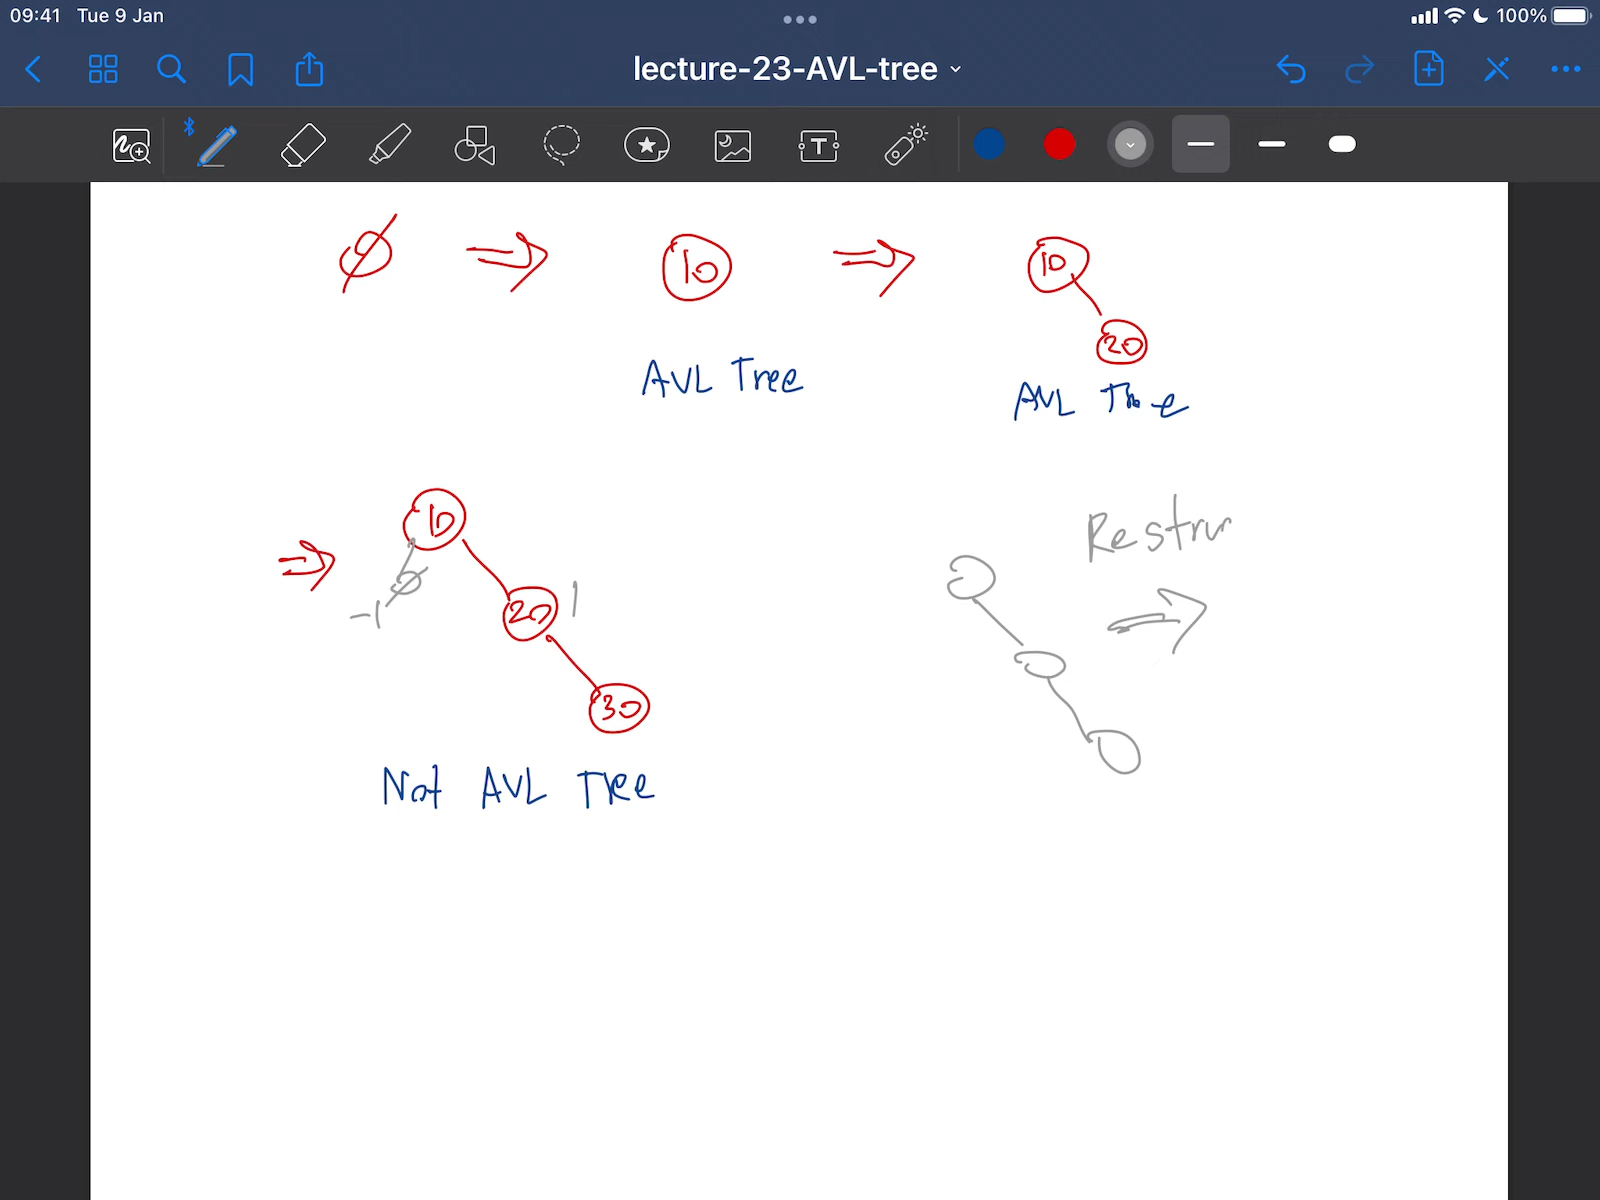 09:41 Tue 9 Jan
100%
lecture-23-AVL-tree
T
∅ ⇒ 10 ⇒ 10
20
AVL Tree
AVL Tree
⇒ 10
∅
-1
20 1
30
Restru
⇒
Not AVL Tree